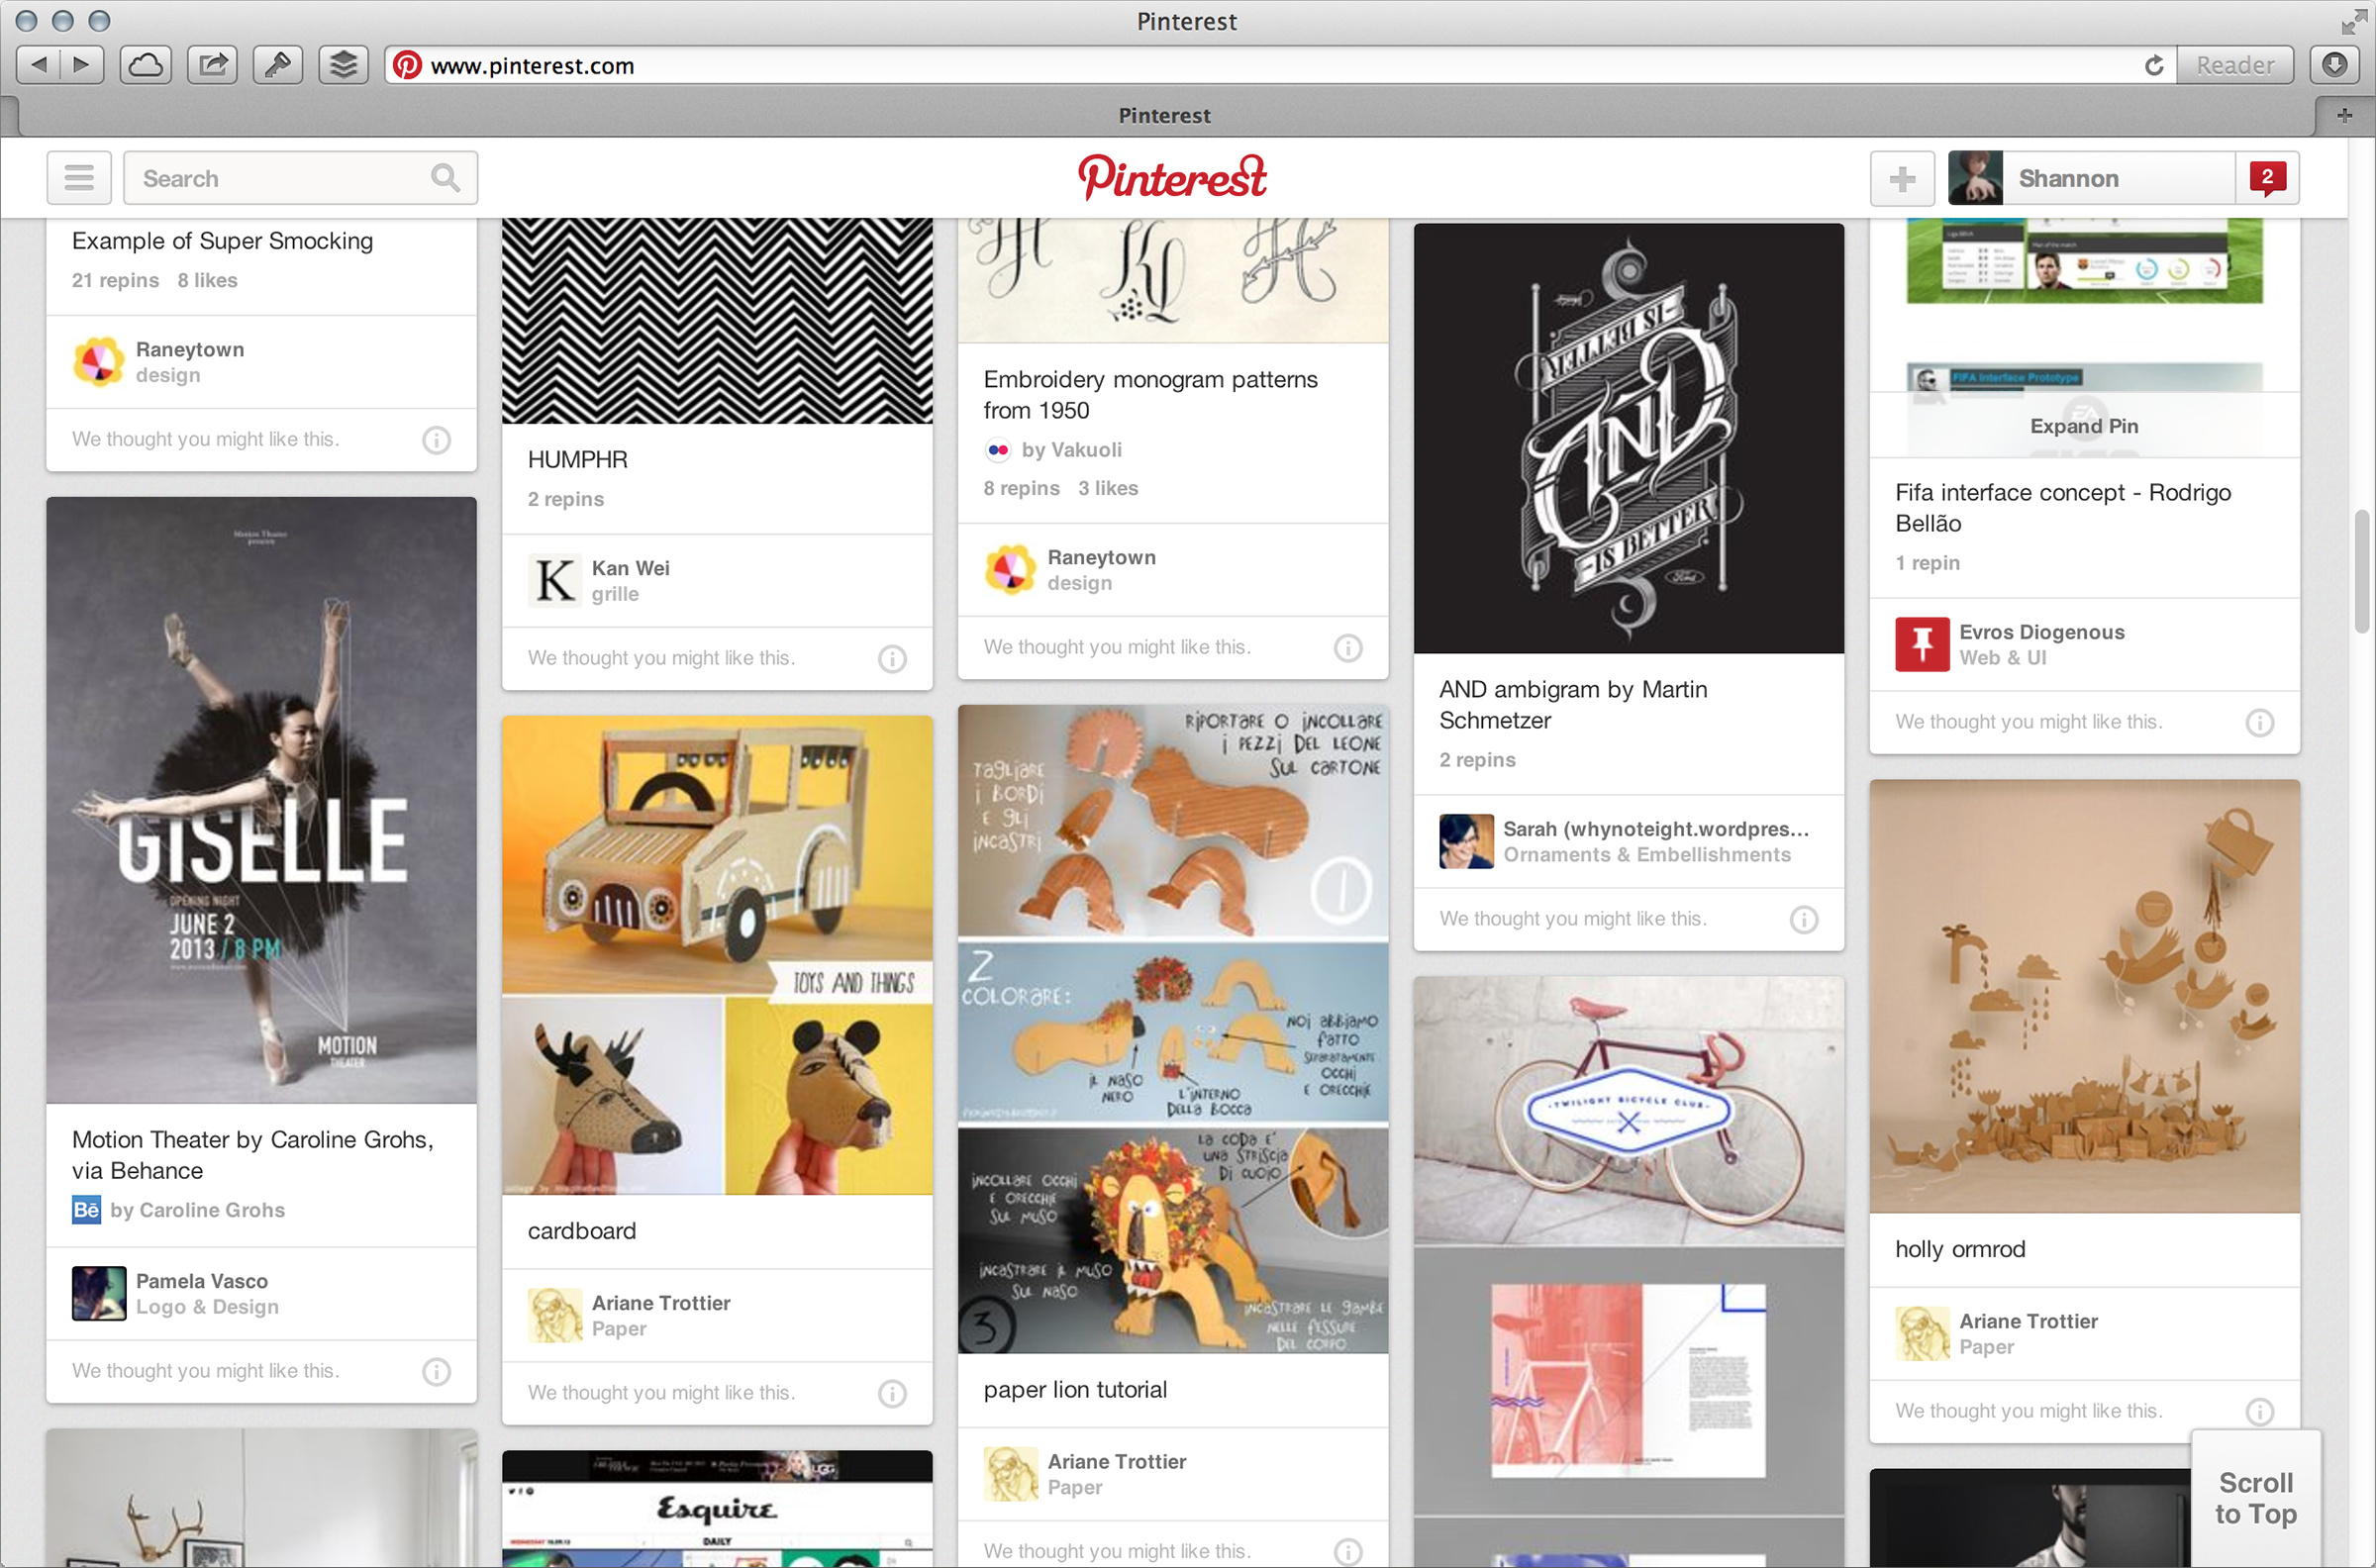 Pinterest
www.pinterest.com
Reader
Pinterest
Search
Pinterest
Shannon
2
Example of Super Smocking
21 repins 8 likes
Raneytown
design
We thought you might like this.
Motion Theater
presents
GISELLE
OPENING NIGHT
JUNE 2
2013 / 8 PM
MOTION
THEATER
Motion Theater by Caroline Grohs,
via Behance
Bē by Caroline Grohs
Pamela Vasco
Logo & Design
We thought you might like this.
HUMPHR
2 repins
K
Kan Wei
grille
We thought you might like this.
TOYS AND THINGS
cardboard
Ariane Trottier
Paper
We thought you might like this.
UGG
Esquire
DAILY
Embroidery monogram patterns
from 1950
by Vakuoli
8 repins 3 likes
Raneytown
design
We thought you might like this.
RIPORTARE O INCOLLARE
I PEZZI DEL LEONE
SUL CARTONE
TAGLIARE
I BORDI
E GLI
INCASTRI
1
2
COLORARE:
NOI ABBIAMO
FATTO
SEPARATAMENTE
OCCHI
E ORECCHIE
IL NASO
NERO
L'INTERNO
DELLA BOCCA
LA CODA E'
UNA STRISCIA
DI CUOIO
INCOLLARE OCCHI
E ORECCHIE
SUL MUSO
INCASTRARE IL MUSO
SUL NASO
3
INCASTRARE LE GAMBE
NELLE FESSURE
DEL CORPO
paper lion tutorial
Ariane Trottier
Paper
We thought you might like this.
IS BETTER
AND
IS BETTER
Ford
AND ambigram by Martin
Schmetzer
2 repins
Sarah (whynoteight.wordpres...
Ornaments & Embellishments
We thought you might like this.
TWILIGHT BICYCLE CLUB
Man of the match
FIFA Interface Prototype
EA
Expand Pin
Fifa interface concept - Rodrigo
Bellão
1 repin
Evros Diogenous
Web & UI
We thought you might like this.
holly ormrod
Ariane Trottier
Paper
We thought you might like this.
Scroll
to Top